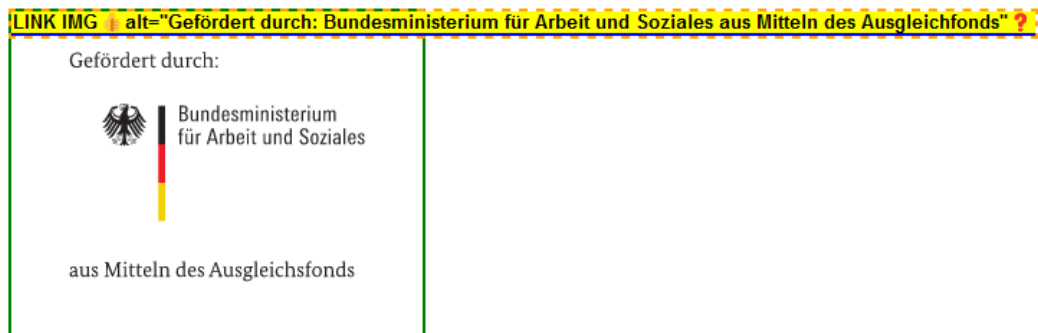 LINK IMG 👍 alt="Gefördert durch: Bundesministerium für Arbeit und Soziales aus Mitteln des Ausgleichfonds" ❓
Gefördert durch:
Bundesministerium
für Arbeit und Soziales
aus Mitteln des Ausgleichsfonds